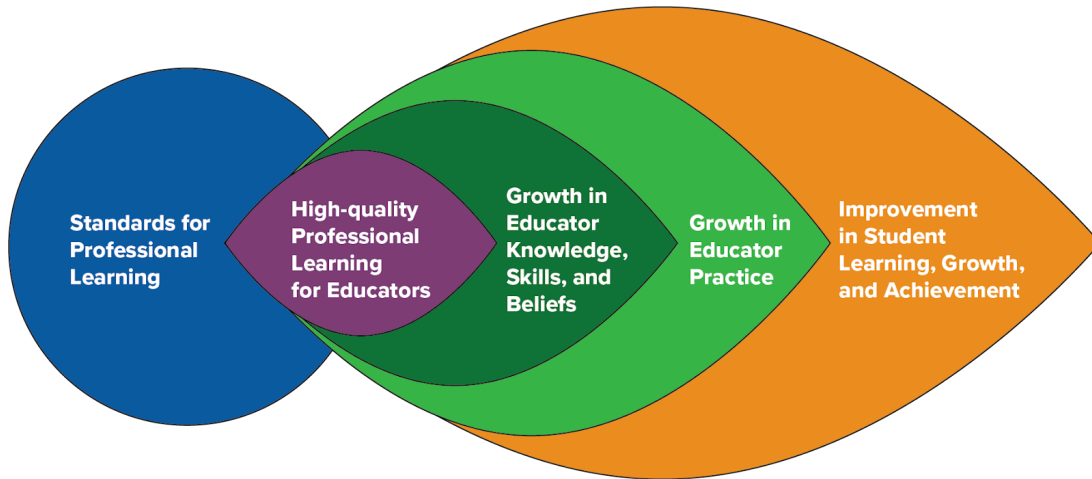 Standards for
Professional
Learning
High-quality
Professional
Learning
for Educators
Growth in
Educator
Knowledge,
Skills, and
Beliefs
Growth in
Educator
Practice
Improvement
in Student
Learning, Growth,
and Achievement